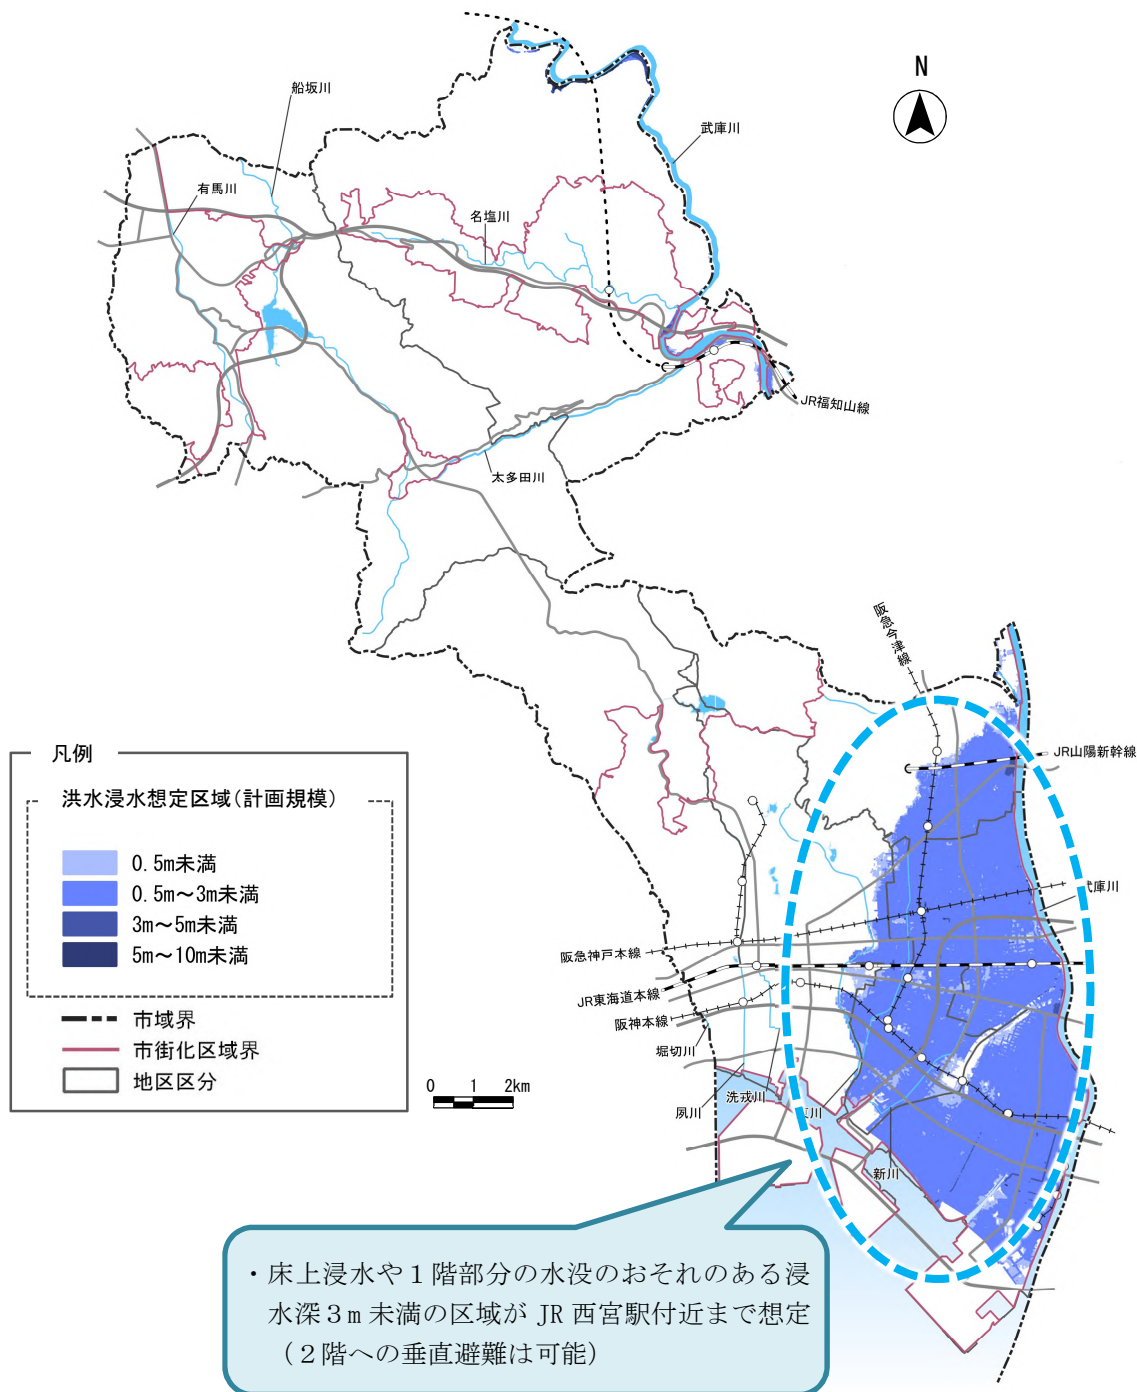 N
船坂川
武庫川
有馬川
名塩川
JR福知山線
太多田川
阪急今津線
JR山陽新幹線
凡例
洪水浸水想定区域(計画規模)
0.5m未満
0.5m～3m未満
3m～5m未満
5m～10m未満
市域界
市街化区域界
地区区分
0 1 2km
武庫川
阪急神戸本線
JR東海道本線
阪神本線
堀切川
夙川
洗戎川
東川
新川
・床上浸水や１階部分の水没のおそれのある浸
水深３m 未満の区域が JR 西宮駅付近まで想定
（２階への垂直避難は可能）